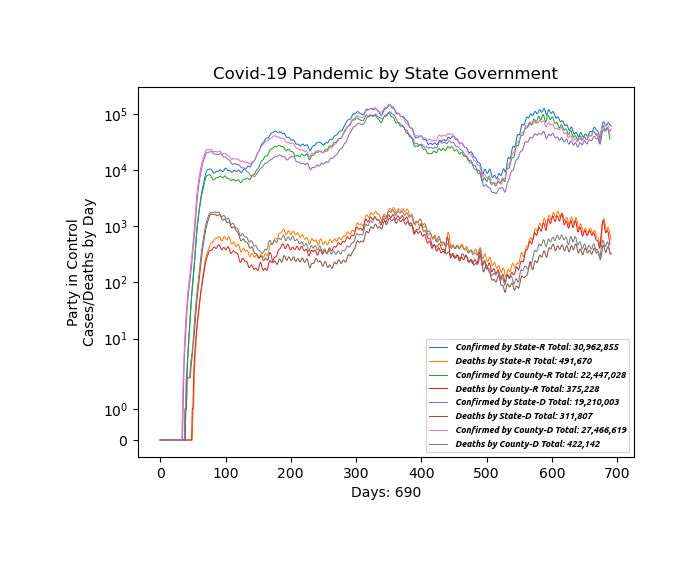 Covid-19 Pandemic by State Government
Party in Control
Cases/Deaths by Day
10^5
10^4
10^3
10^2
10^1
10^0
0
0 100 200 300 400 500 600 700
Days: 690
Confirmed by State-R Total: 30,962,855
Deaths by State-R Total: 491,670
Confirmed by County-R Total: 22,447,028
Deaths by County-R Total: 375,228
Confirmed by State-D Total: 19,210,003
Deaths by State-D Total: 311,807
Confirmed by County-D Total: 27,466,619
Deaths by County-D Total: 422,142